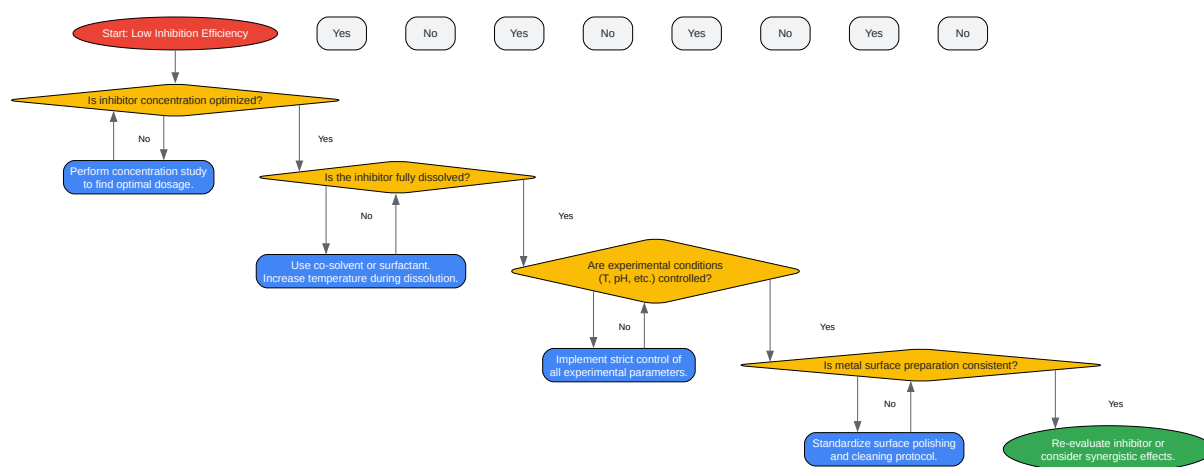 Start: Low Inhibition Efficiency
Yes
No
Yes
No
Yes
No
Yes
No
Is inhibitor concentration optimized?
No
Yes
Perform concentration study
to find optimal dosage.
Is the inhibitor fully dissolved?
No
Yes
Use co-solvent or surfactant.
Increase temperature during dissolution.
Are experimental conditions
(T, pH, etc.) controlled?
No
Yes
Implement strict control of
all experimental parameters.
Is metal surface preparation consistent?
No
Yes
Standardize surface polishing
and cleaning protocol.
Re-evaluate inhibitor or
consider synergistic effects.